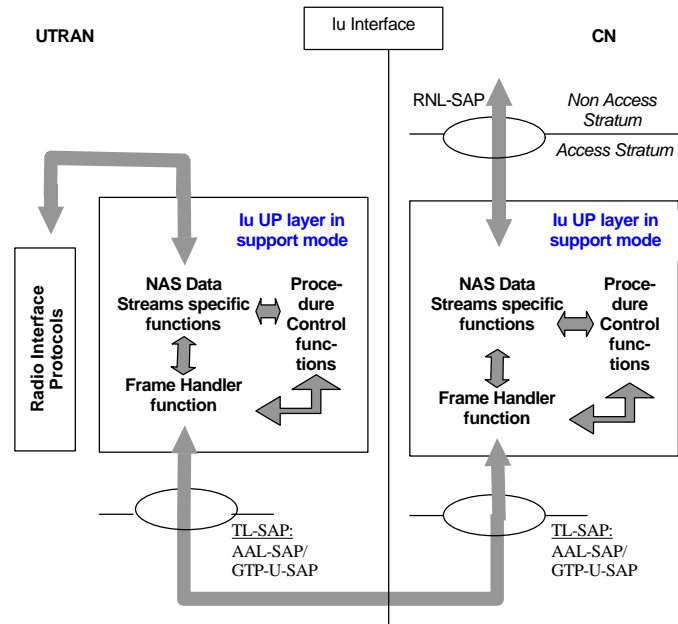 Iu Interface
UTRAN
CN
RNL-SAP
Non Access
Stratum
Access Stratum
Radio Interface
Protocols
Iu UP layer in
support mode
NAS Data
Streams specific
functions
Proce-
dure
Control
func-
tions
Frame Handler
function
TL-SAP:
AAL-SAP/
GTP-U-SAP
Iu UP layer in
support mode
NAS Data
Streams specific
functions
Proce-
dure
Control
func-
tions
Frame Handler
function
TL-SAP:
AAL-SAP/
GTP-U-SAP